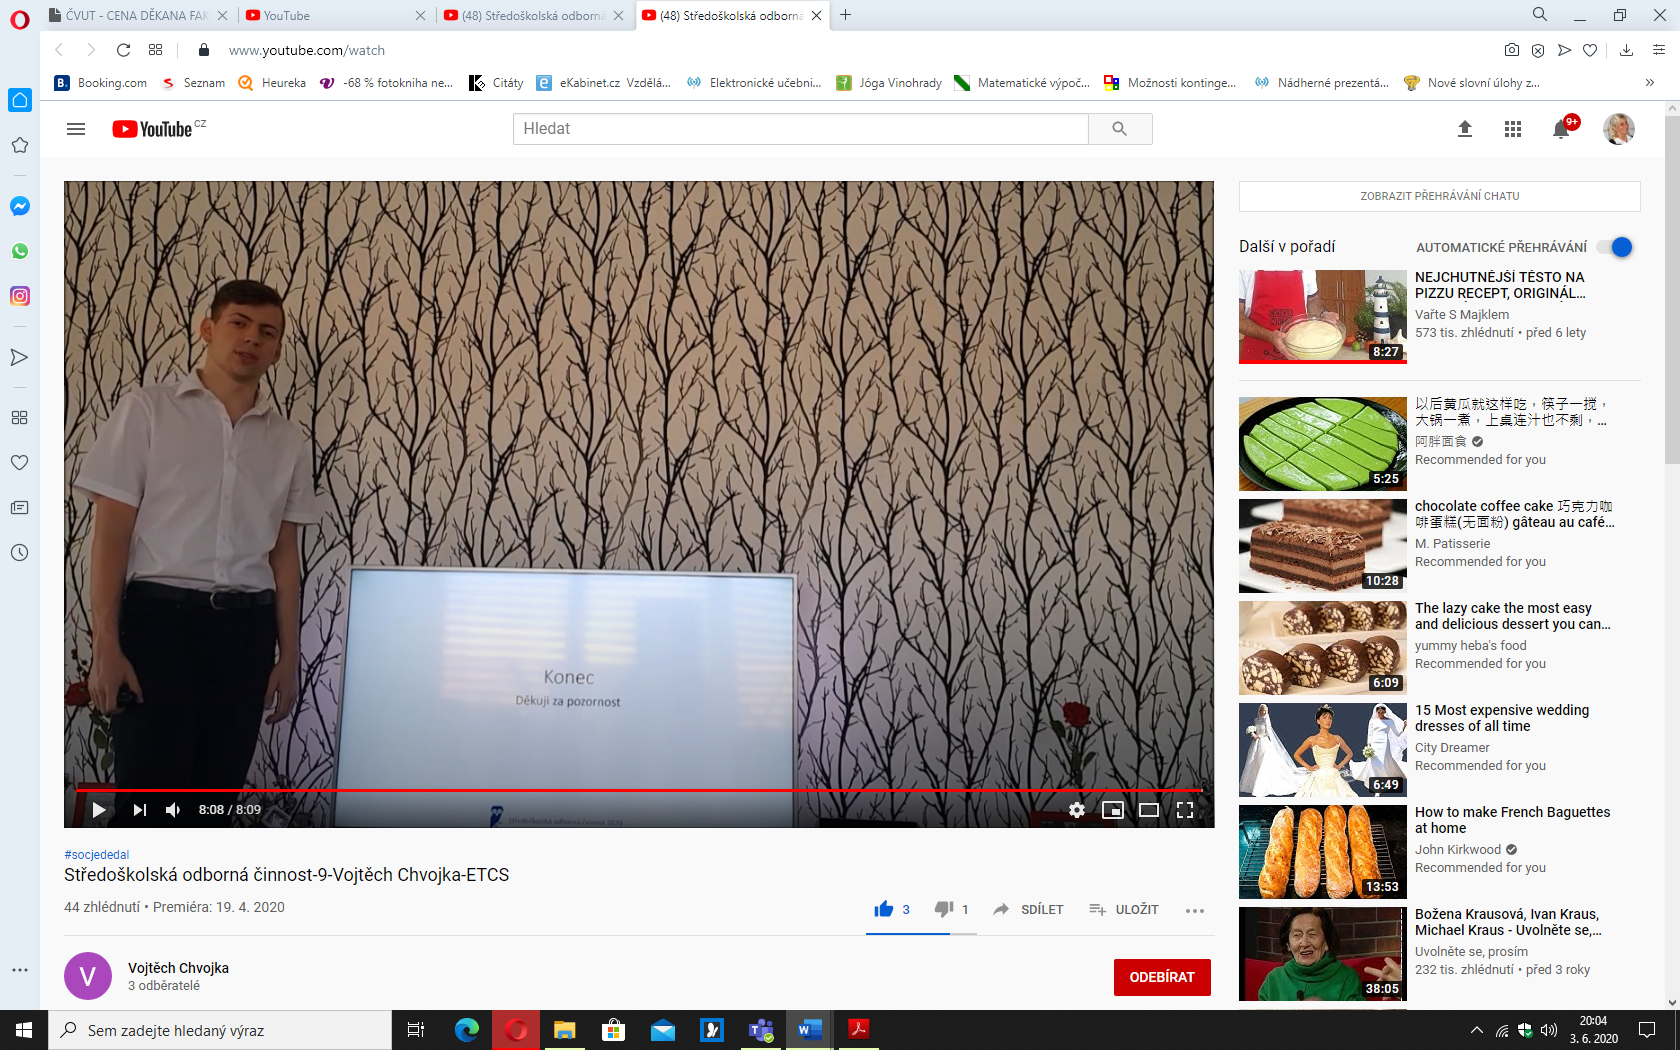 ČVUT - CENA DĚKANA FAK
YouTube
(48) Středoškolská odborná
(48) Středoškolská odborná
www.youtube.com/watch
Booking.com
Seznam
Heureka
-68 % fotokniha ne...
Citáty
eKabinet.cz Vzdělá...
Elektronické učebni...
Jóga Vinohrady
Matematické výpoč...
Možnosti kontinge...
Nádherné prezentá...
Nové slovní úlohy z...
YouTube CZ
Hledat
9+
ZOBRAZIT PŘEHRÁVÁNÍ CHATU
Další v pořadí
AUTOMATICKÉ PŘEHRÁVÁNÍ
NEJCHUTNĚJŠÍ TĚSTO NA
PIZZU RECEPT, ORIGINÁL...
Vařte S Majklem
573 tis. zhlédnutí • před 6 lety
8:27
以后黄瓜就这样吃，筷子一搅，
大锅一煮，上桌连汁也不剩，...
阿胖面食
Recommended for you
5:25
chocolate coffee cake 巧克力咖
啡蛋糕(无面粉) gâteau au café...
M. Patisserie
Recommended for you
10:28
The lazy cake the most easy
and delicious dessert you can...
yummy heba's food
Recommended for you
6:09
15 Most expensive wedding
dresses of all time
City Dreamer
Recommended for you
6:49
How to make French Baguettes
at home
John Kirkwood
Recommended for you
13:53
Božena Krausová, Ivan Kraus,
Michael Kraus - Uvolněte se,...
Uvolněte se, prosím
232 tis. zhlédnutí • před 3 roky
38:05
Konec
Děkuji za pozornost
Středoškolská odborná činnost 2020
8:08 / 8:09
#socjededal
Středoškolská odborná činnost-9-Vojtěch Chvojka-ETCS
44 zhlédnutí • Premiéra: 19. 4. 2020
3
1
SDÍLET
ULOŽIT
V
Vojtěch Chvojka
3 odběratelé
ODEBÍRAT
Sem zadejte hledaný výraz
20:04
3. 6. 2020